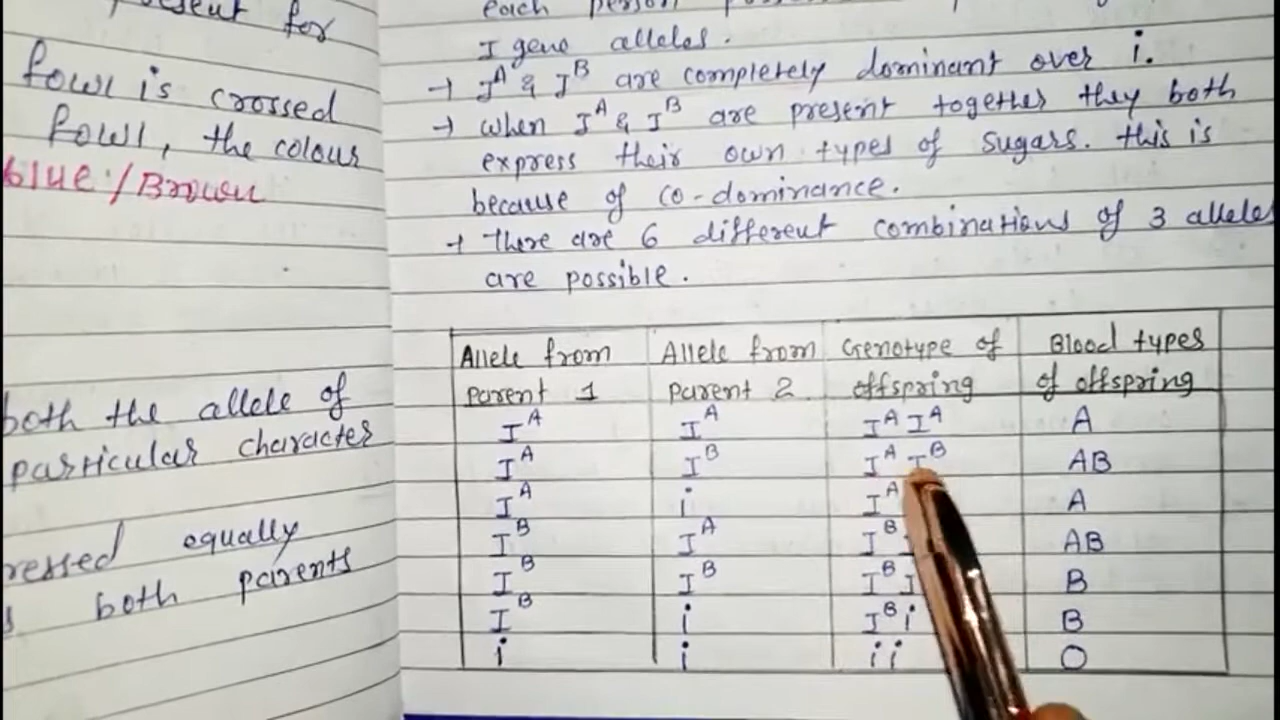 for
fowl is crossed
fowl, the colour
blue/Brown
both the allele of
particular character
equally
both parents
each person
I gene alleles.
→ I^A & I^B are completely dominant over i.
→ when I^A & I^B are present together they both
express their own types of sugars. this is
because of co-dominance.
→ There are 6 different combinations of 3 alleles
are possible.
Allele from parent 1 | Allele from parent 2 | Genotype of offspring | Blood types of offspring
I^A | I^A | I^A I^A | A
I^A | I^B | I^A I^B | AB
I^A | i | I^A | A
I^B | I^A | I^B | AB
I^B | I^B | I^B I | B
I^B | i | I^B i | B
i | i | i i | O